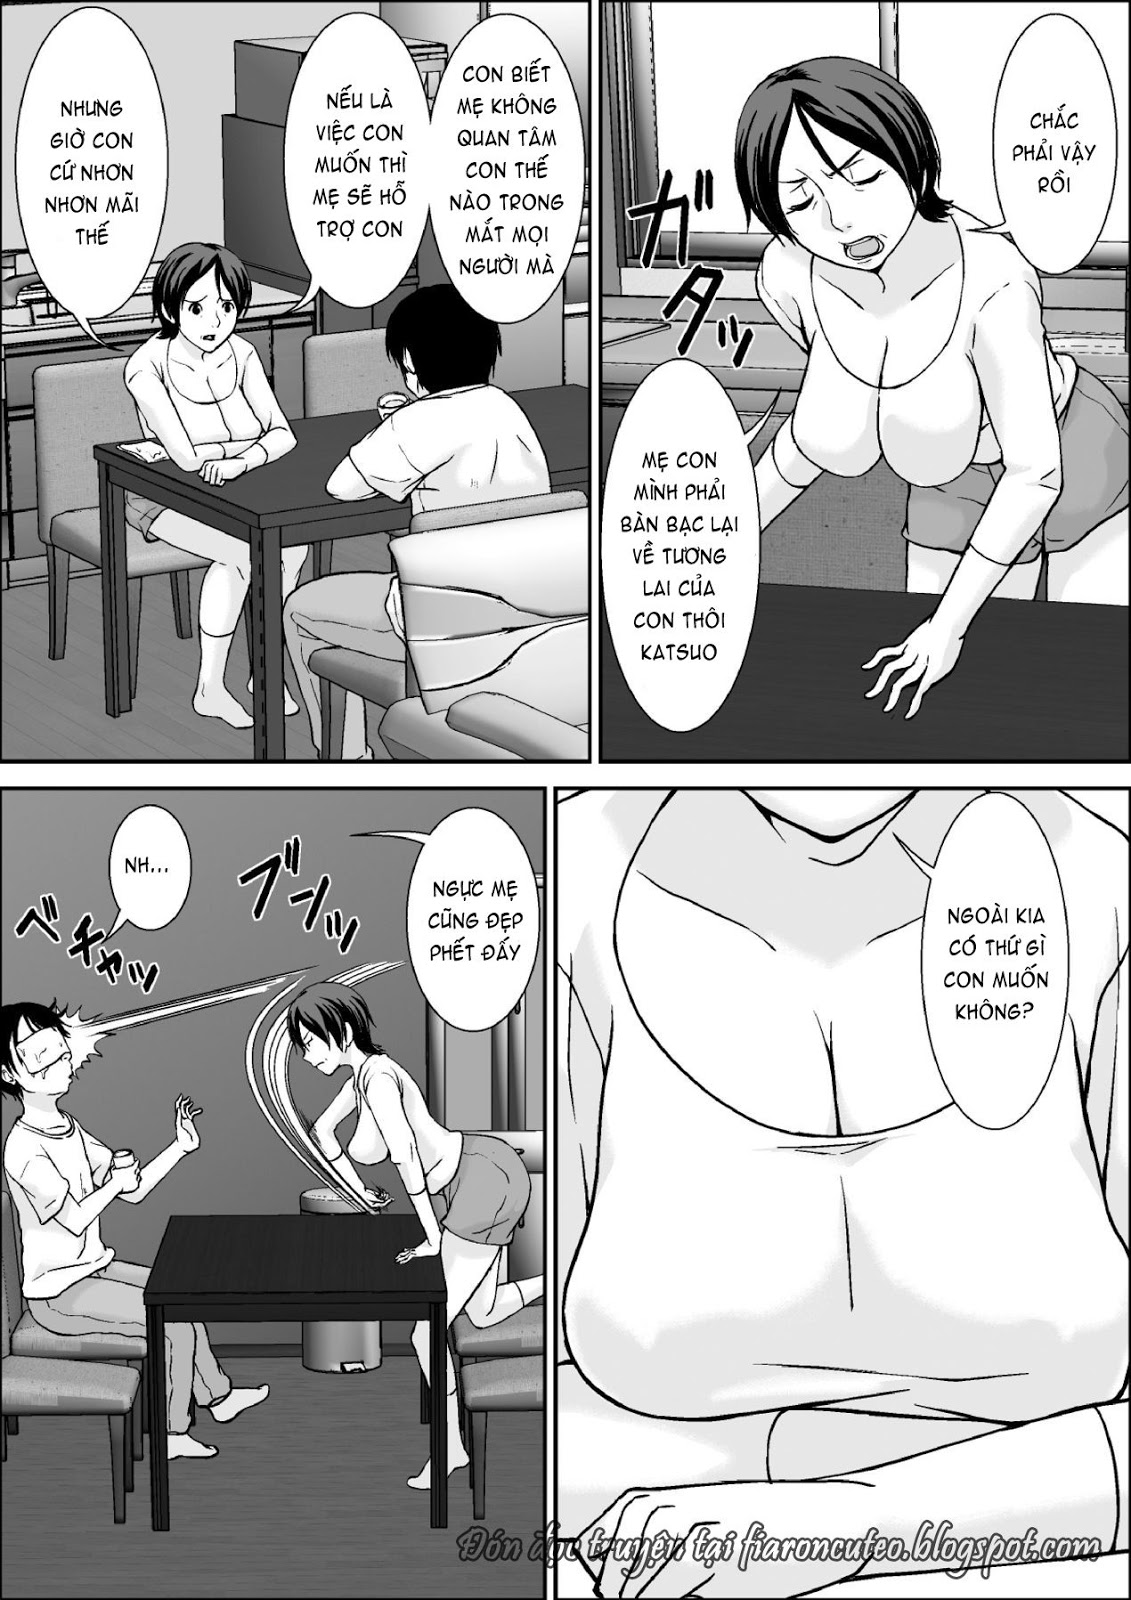 CHẮC
PHẢI VẬY
RỒI
ガタッ
MẸ CON
MÌNH PHẢI
BÀN BẠC LẠI
VỀ TƯƠNG
LAI CỦA
CON THÔI
KATSUO
CON BIẾT
MẸ KHÔNG
QUAN TÂM
CON THẾ
NÀO TRONG
MẮT MỌI
NGƯỜI MÀ
NẾU LÀ
VIỆC CON
MUỐN THÌ
MẸ SẼ HỖ
TRỢ CON
NHƯNG
GIỜ CON
CỨ NHƠN
NHƠN MÃI
THẾ
NGOÀI KIA
CÓ THỨ GÌ
CON MUỐN
KHÔNG?
NGỰC MẸ
CŨNG ĐẸP
PHẾT ĐẤY
ブンッ
NH...
ベチャッ
Đón đọc truyện tại fiaroncuteo.blogspot.com